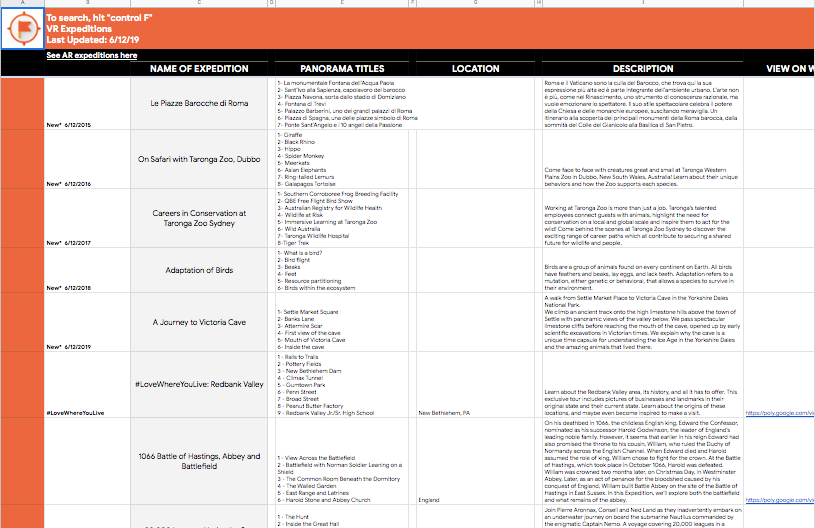 A B C D E F G H I
To search, hit "control F"
VR Expeditions
Last Updated: 6/12/19
See AR expeditions here
NAME OF EXPEDITION PANORAMA TITLES LOCATION DESCRIPTION VIEW ON W
New* 6/12/2015
Le Piazze Barocche di Roma
1- La monumentale Fontana dell'Acqua Paola
2- Sant'Ivo alla Sapienza, capolavoro del barocco
3- Piazza Navona, sorta dallo stadio di Domiziano
4- Fontana di Trevi
5- Palazzo Barberini, uno dei grandi palazzi di Roma
6- Piazza di Spagna, una delle piazze simbolo di Roma
7- Ponte Sant'Angelo e i 10 angeli della Passione
Roma e il Vaticano sono la culla del Barocco, che trova qui la sua
espressione più alta ed è parte integrante dell'ambiente urbano. L'arte non
è più, come nel Rinascimento, uno strumento di conoscenza razionale, ma
vuole emozionare lo spettatore. Il suo stile spettacolare celebra il potere
della Chiesa e delle monarchie europee, suscitando meraviglia. Un
itinerario alla scoperta dei principali monumenti della Roma barocca, dalla
sommità del Colle del Gianicolo alla Basilica di San Pietro.
New* 6/12/2016
On Safari with Taronga Zoo, Dubbo
1- Giraffe
2- Black Rhino
3- Hippo
4- Spider Monkey
5- Meerkats
6- Asian Elephants
7- Ring-tailed Lemurs
8- Galapagos Tortoise
Come face to face with creatures great and small at Taronga Western
Plains Zoo in Dubbo, New South Wales, Australia! Learn about their unique
behaviors and how the Zoo supports each species.
New* 6/12/2017
Careers in Conservation at
Taronga Zoo Sydney
1- Southern Corroboree Frog Breeding Facility
2- QBE Free Flight Bird Show
3- Australian Registry for Wildlife Health
4- Wildlife at Risk
5- Immersive Learning at Taronga Zoo
6- Wild Australia
7- Taronga Wildlife Hospital
8-Tiger Trek
Working at Taronga Zoo is more than just a job. Taronga's talented
employees connect guests with animals, highlight the need for
conservation on a local and global scale and inspire them to act for the
wild! Come behind the scenes at Taronga Zoo to discover the
exciting range of career paths which all contribute to securing a shared
future for wildlife and people.
New* 6/12/2018
Adaptation of Birds
1- What is a bird?
2- Bird flight
3- Beaks
4- Feet
5- Resource partitioning
6- Birds within the ecosystem
Birds are a group of animals found on every continent on Earth. All birds
have feathers and beaks, lay eggs, and lack teeth. Adaptation refers to a
mutation, either genetic or behavioral, that allows a species to survive in
their environment.
New* 6/12/2019
A Journey to Victoria Cave
1- Settle Market Square
2- Banks Lane
3- Attermire Scar
4- First view of the cave
5- Mouth of Victoria Cave
6- Inside the cave
A walk from Settle Market Place to Victoria Cave in the Yorkshire Dales
National Park.
We climb an ancient track onto the high limestone hills above the town of
Settle with panoramic views of the valley below. We pass spectacular
limestone cliffs before reaching the mouth of the cave, opened up by early
scientific excavations in Victorian times. We explain why the cave is a
unique time capsule for understanding the Ice Age in the Yorkshire Dales
and the amazing animals that lived there.
#LoveWhereYouLive
#LoveWhereYouLive: Redbank Valley
1 - Rails to Trails
2 - Pottery Fields
3 - New Bethlehem Dam
4 - Climax Tunnel
5 - Gumtown Park
6 - Penn Street
7 - Broad Street
8 - Peanut Butter Factory
9 - Redbank Valley Jr./Sr. High School
New Bethlehem, PA
Learn about the Redbank Valley area, its history, and all it has to offer. This
exclusive tour includes pictures of businesses and landmarks in their
original state and their current state. Learn about the origins of these
locations, and maybe even become inspired to make a visit.
https://poly.google.com/vi
1066 Battle of Hastings, Abbey and
Battlefield
1 - View Across the Battlefield
2 - Battlefield with Norman Soldier Leaning on a
Shield
3 - The Common Room Beneath the Dormitory
4 - The Walled Garden
5 - East Range and Latrines
6 - Harold Stone and Abbey Church
England
On his deathbed in 1066, the childless English king, Edward the Confessor,
nominated as his successor Harold Godwinson, the leader of England's
leading noble family. However, it seems that earlier in his reign Edward had
also promised the throne to his cousin, William, who ruled the Duchy of
Normandy across the English Channel. When Edward died and Harold
assumed the role of king, William chose to fight for the crown. At the Battle
of Hastings, which took place in October 1066, Harold was defeated.
William was crowned two months later, on Christmas Day, in Westminster
Abbey. Later, as an act of penance for the bloodshed caused by his
conquest of England, William built Battle Abbey on the site of the Battle of
Hastings in East Sussex. In this Expedition, we'll explore both the battlefield
and what remains of the abbey.
https://poly.google.com/vi
1 - The Hunt
2 - Inside the Great Hall
Join Pierre Aronnax, Conseil and Ned Land as they inadvertently embark on
an underwater journey on board the submarine Nautilus commanded by
the enigmatic Captain Nemo. A voyage covering 20,000 leagues in a